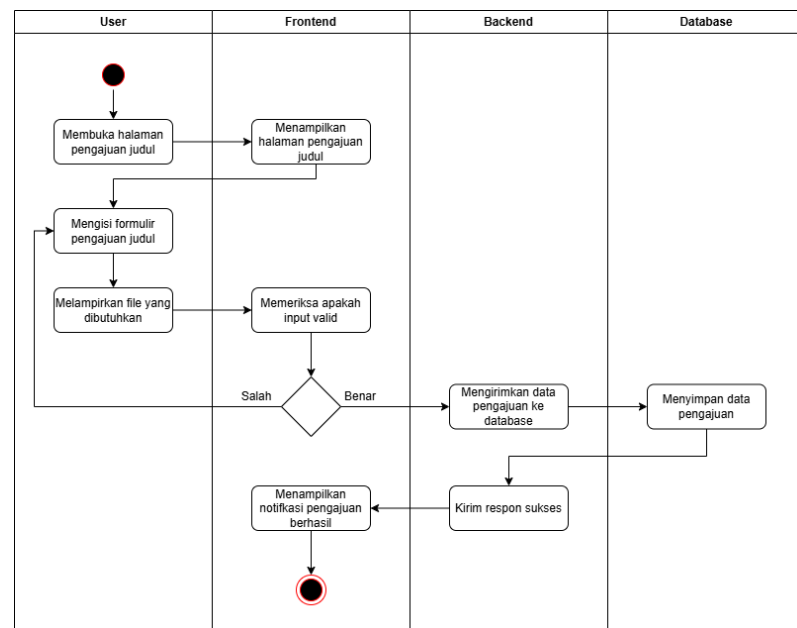 User
Frontend
Backend
Database
Membuka halaman
pengajuan judul
Menampilkan
halaman pengajuan
judul
Mengisi formulir
pengajuan judul
Melampirkan file yang
dibutuhkan
Memeriksa apakah
input valid
Salah
Benar
Mengirimkan data
pengajuan ke
database
Menyimpan data
pengajuan
Kirim respon sukses
Menampilkan
notifkasi pengajuan
berhasil